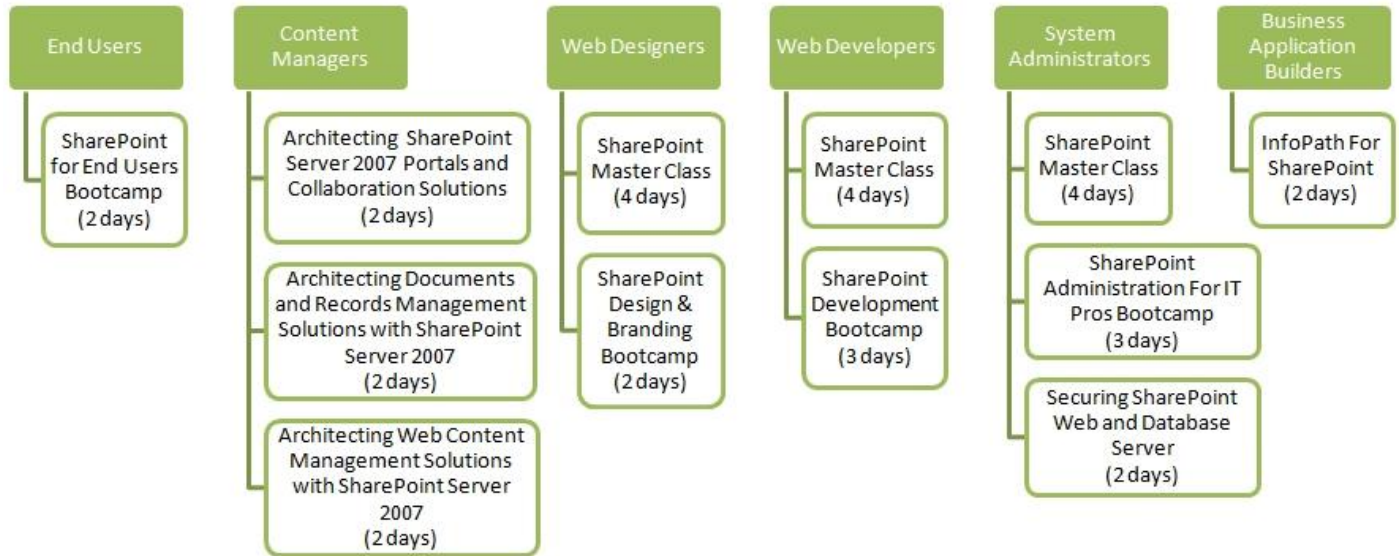 End Users
SharePoint
for End Users
Bootcamp
(2 days)
Content
Managers
Architecting SharePoint
Server 2007 Portals and
Collaboration Solutions
(2 days)
Architecting Documents
and Records Management
Solutions with SharePoint
Server 2007
(2 days)
Architecting Web Content
Management Solutions
with SharePoint Server
2007
(2 days)
Web Designers
SharePoint
Master Class
(4 days)
SharePoint
Design &
Branding
Bootcamp
(2 days)
Web Developers
SharePoint
Master Class
(4 days)
SharePoint
Development
Bootcamp
(3 days)
System
Administrators
SharePoint
Master Class
(4 days)
SharePoint
Administration For IT
Pros Bootcamp
(3 days)
Securing SharePoint
Web and Database
Server
(2 days)
Business
Application
Builders
InfoPath For
SharePoint
(2 days)